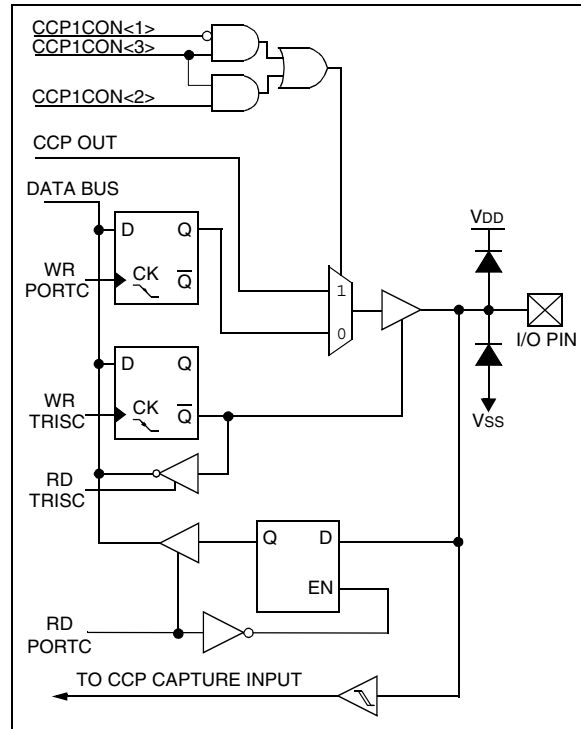 CCP1CON<1>
CCP1CON<3>
CCP1CON<2>
CCP OUT
DATA BUS
D Q
WR
PORTC
CK Q̅
VDD
1
0
I/O PIN
VSS
D Q
WR
TRISC
CK Q̅
RD
TRISC
Q D
EN
RD
PORTC
TO CCP CAPTURE INPUT